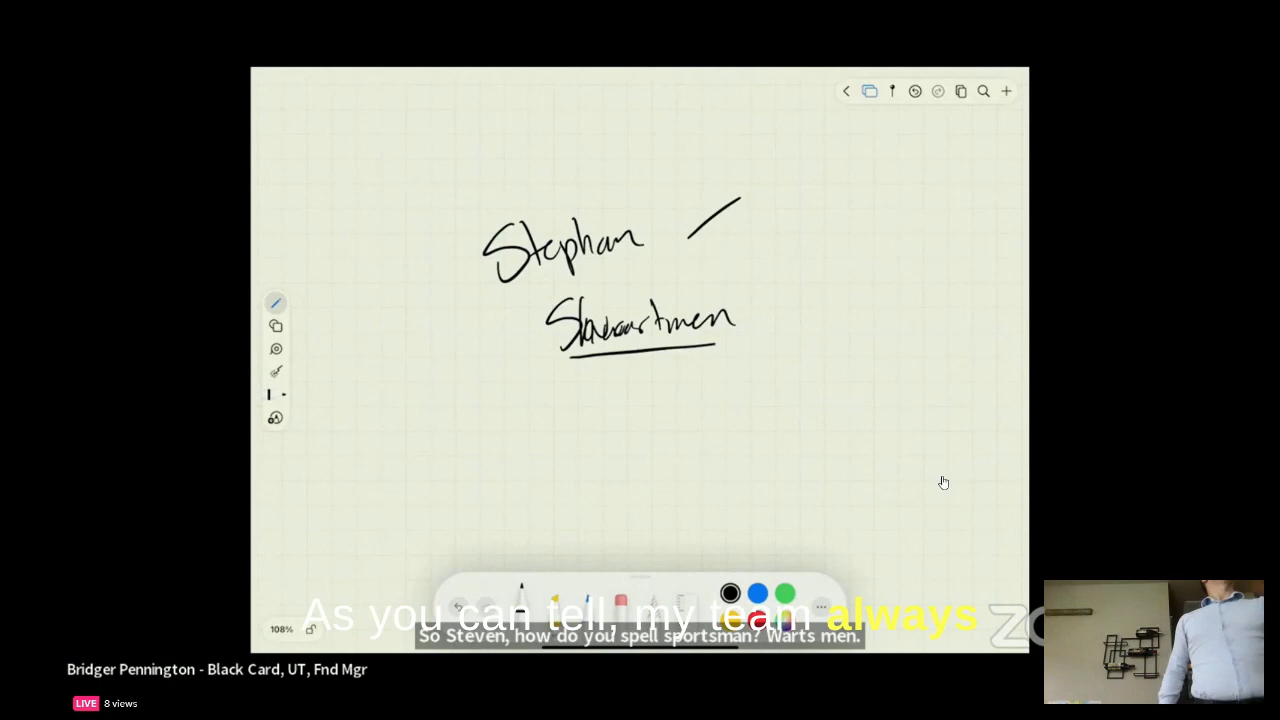 Stephan
108%
As you can tell, my team always
So Steven, how do you spell sportsman? Warts men.
Bridger Pennington - Black Card, UT, Fnd Mgr
LIVE 8 views